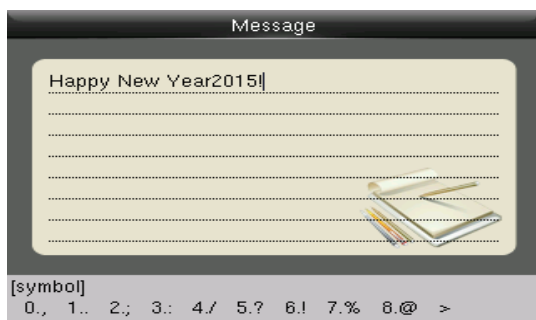 Message
Happy New Year2015!
[symbol]
0., 1.. 2.; 3.: 4./ 5.? 6.! 7.% 8.@ >